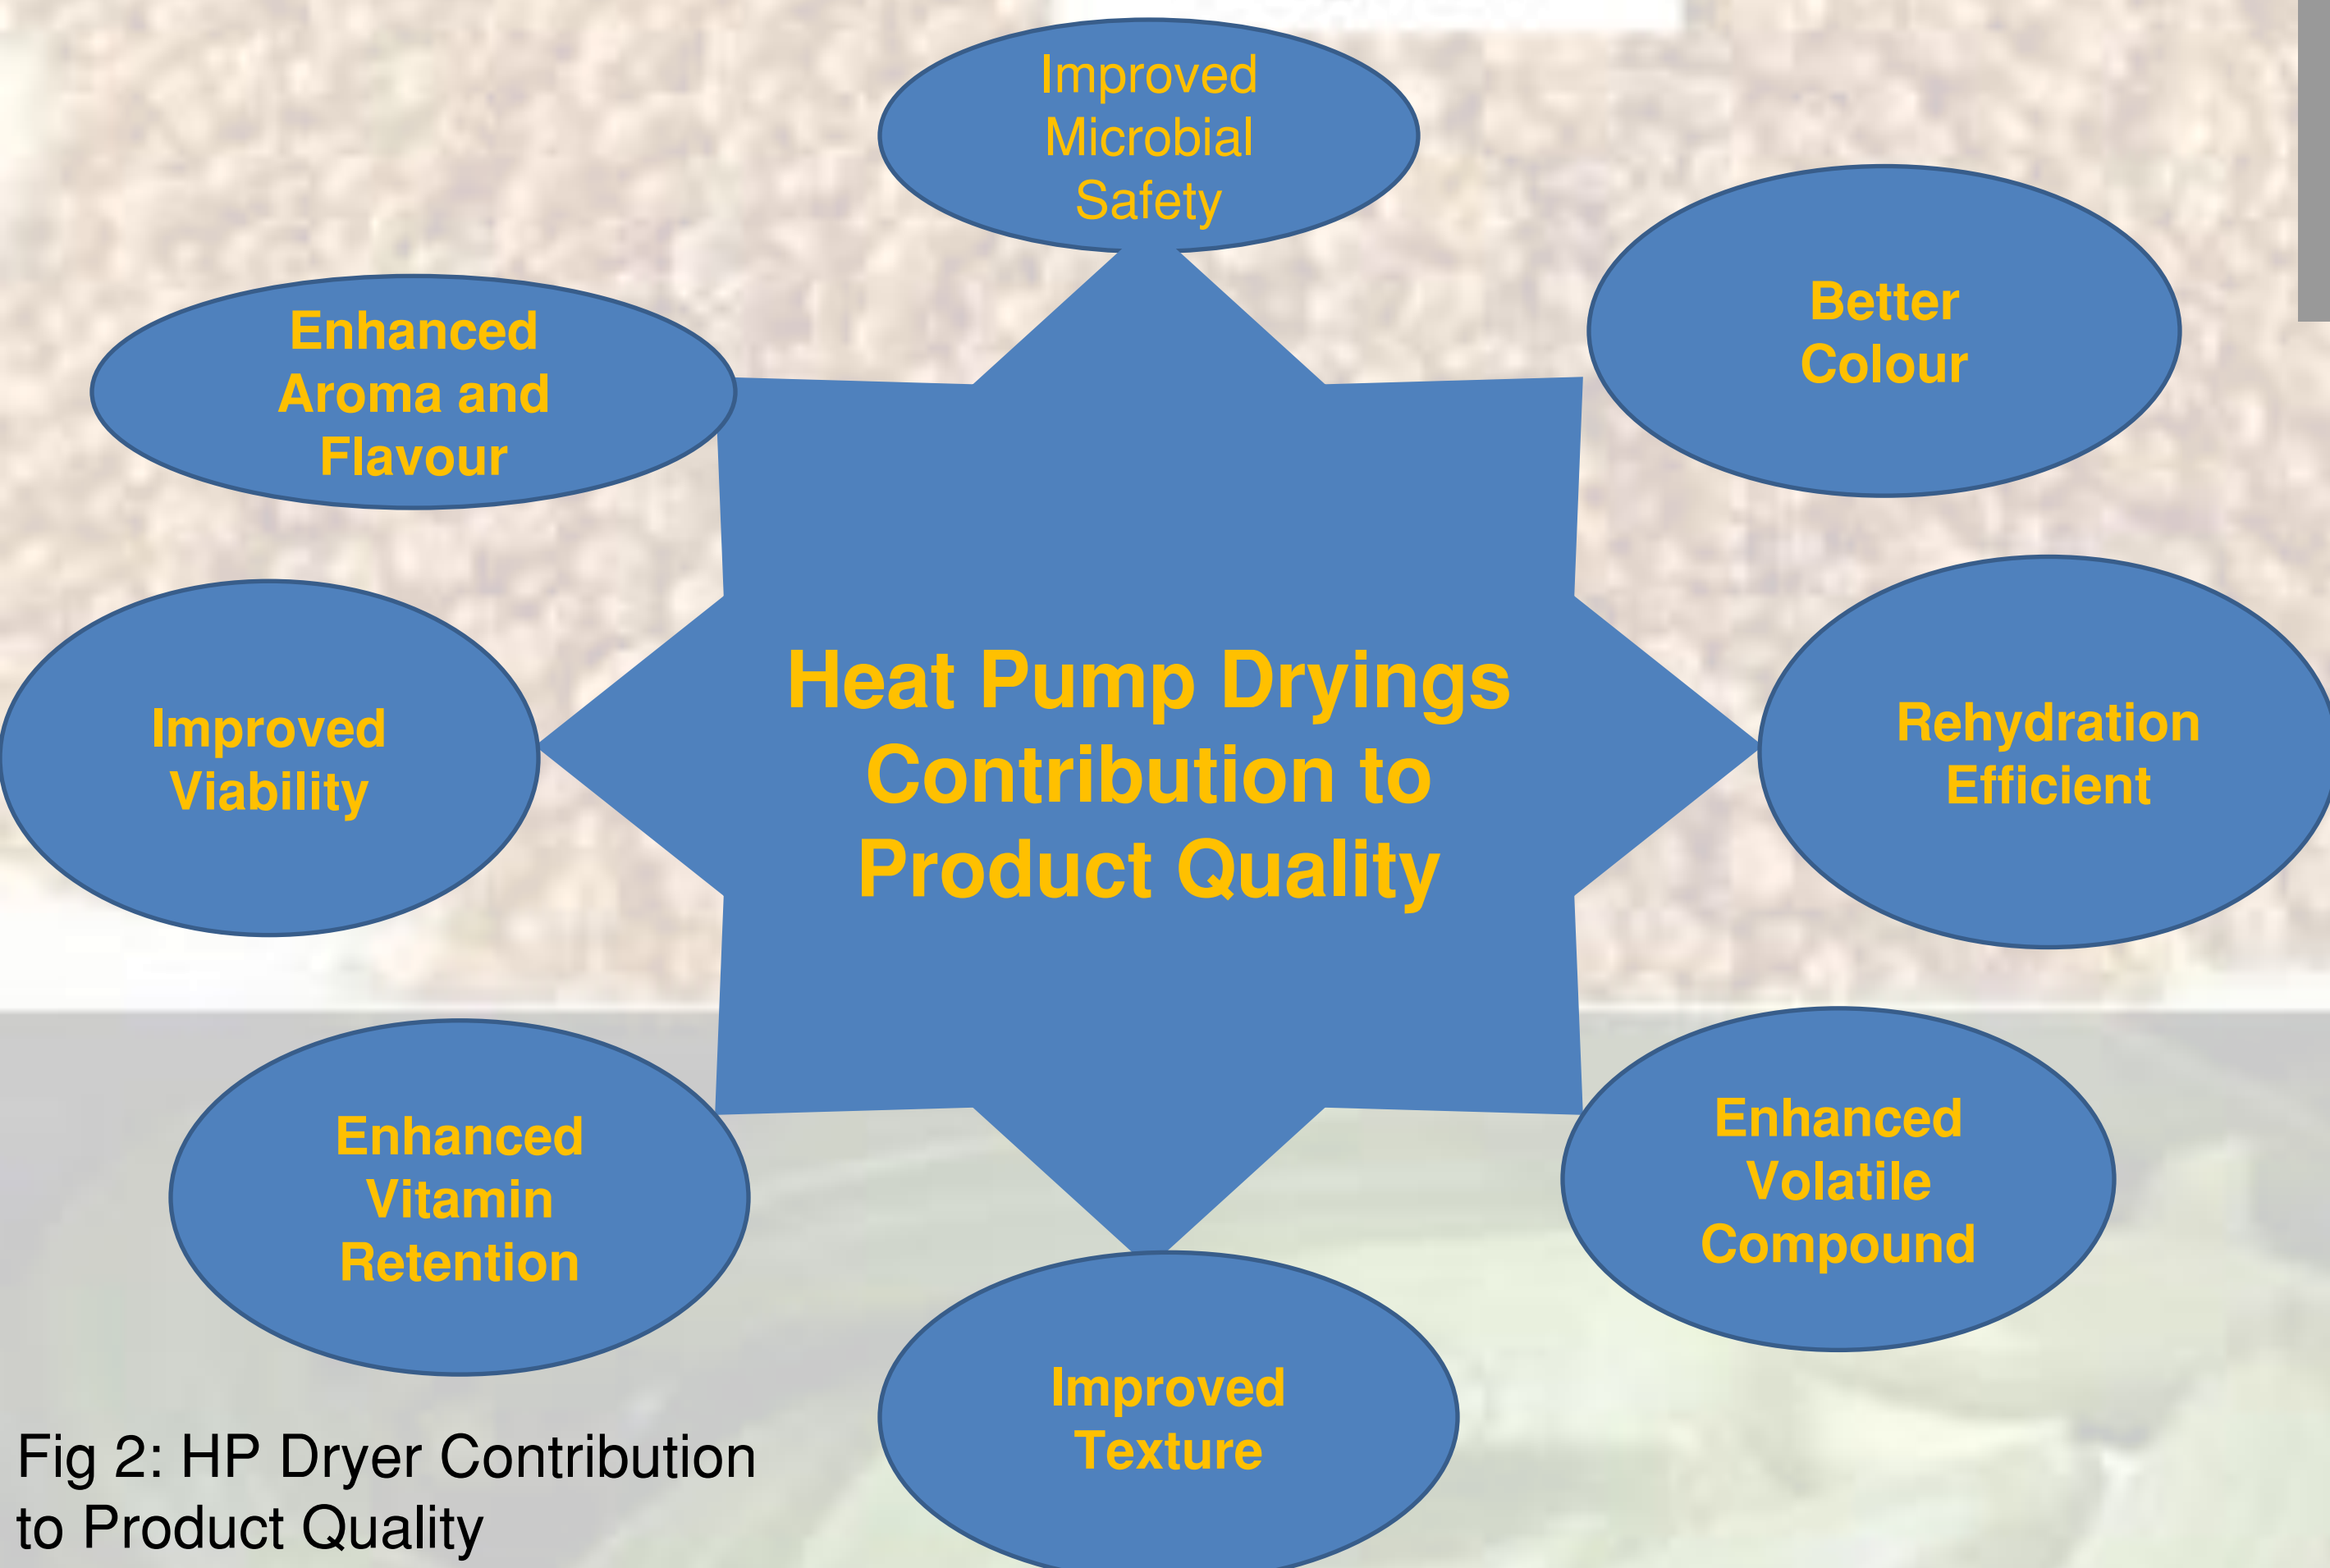 Improved
Microbial
Safety
Better
Colour
Enhanced
Aroma and
Flavour
Improved
Viability
Heat Pump Dryings
Contribution to
Product Quality
Rehydration
Efficient
Enhanced
Vitamin
Retention
Enhanced
Volatile
Compound
Improved
Texture
Fig 2: HP Dryer Contribution
to Product Quality